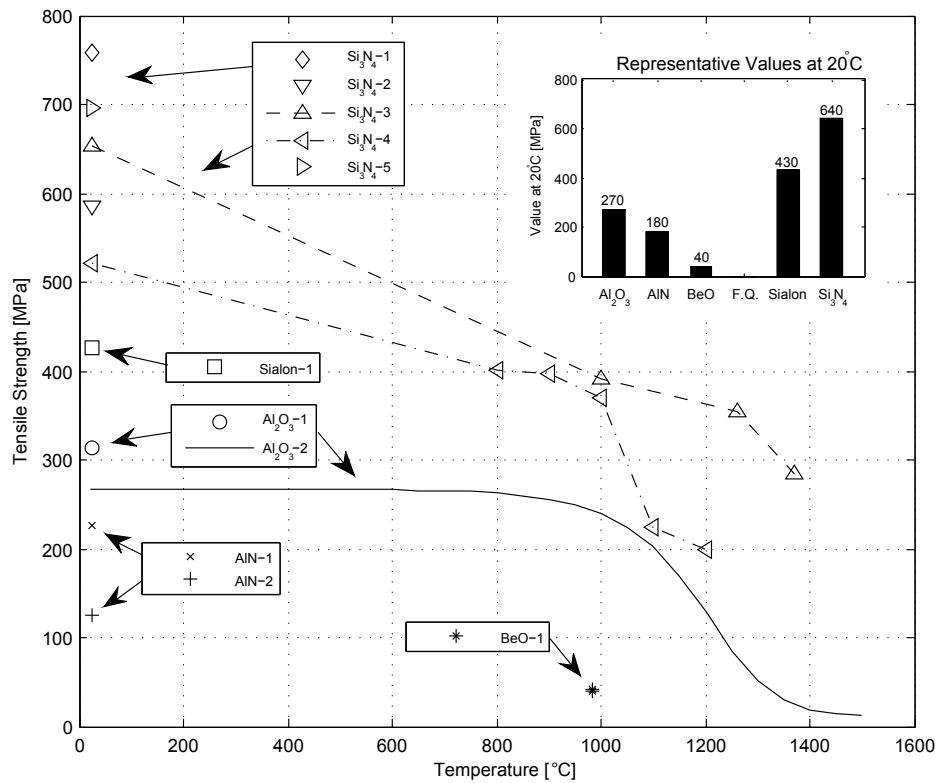 800
700
600
500
400
300
200
100
0
Tensile Strength [MPa]
0
200
400
600
800
1000
1200
1400
1600
Temperature [°C]
Si3N4−1
Si3N4−2
Si3N4−3
Si3N4−4
Si3N4−5
Sialon−1
Al2O3−1
Al2O3−2
AlN−1
AlN−2
BeO−1
Representative Values at 20°C
Value at 20°C [MPa]
800
600
400
200
0
270
180
40
430
640
Al2O3
AlN
BeO
F.Q.
Sialon
Si3N4